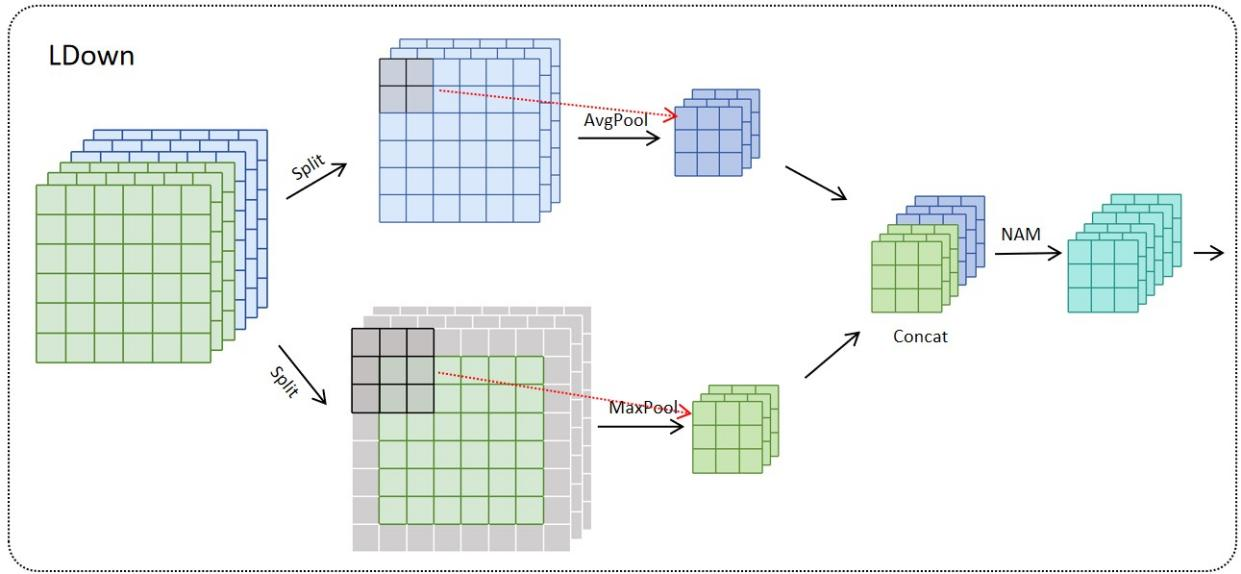 LDown
Split
AvgPool
NAM
Concat
Split
MaxPool